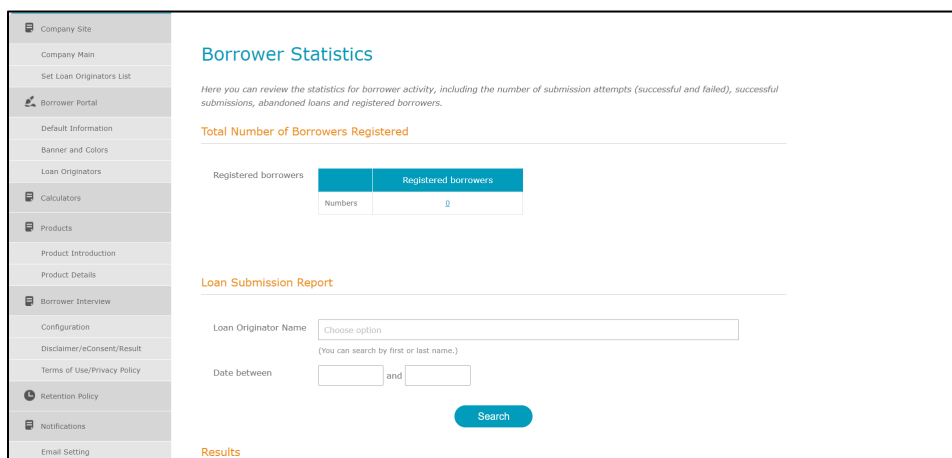 Company Site
Company Main
Set Loan Originators List
Borrower Portal
Default Information
Banner and Colors
Loan Originators
Calculators
Products
Product Introduction
Product Details
Borrower Interview
Configuration
Disclaimer/eConsent/Result
Terms of Use/Privacy Policy
Retention Policy
Notifications
Email Setting
Borrower Statistics
Here you can review the statistics for borrower activity, including the number of submission attempts (successful and failed), successful
submissions, abandoned loans and registered borrowers.
Total Number of Borrowers Registered
Registered borrowers
Registered borrowers
Numbers 0
Loan Submission Report
Loan Originator Name Choose option
(You can search by first or last name.)
Date between and
Search
Results